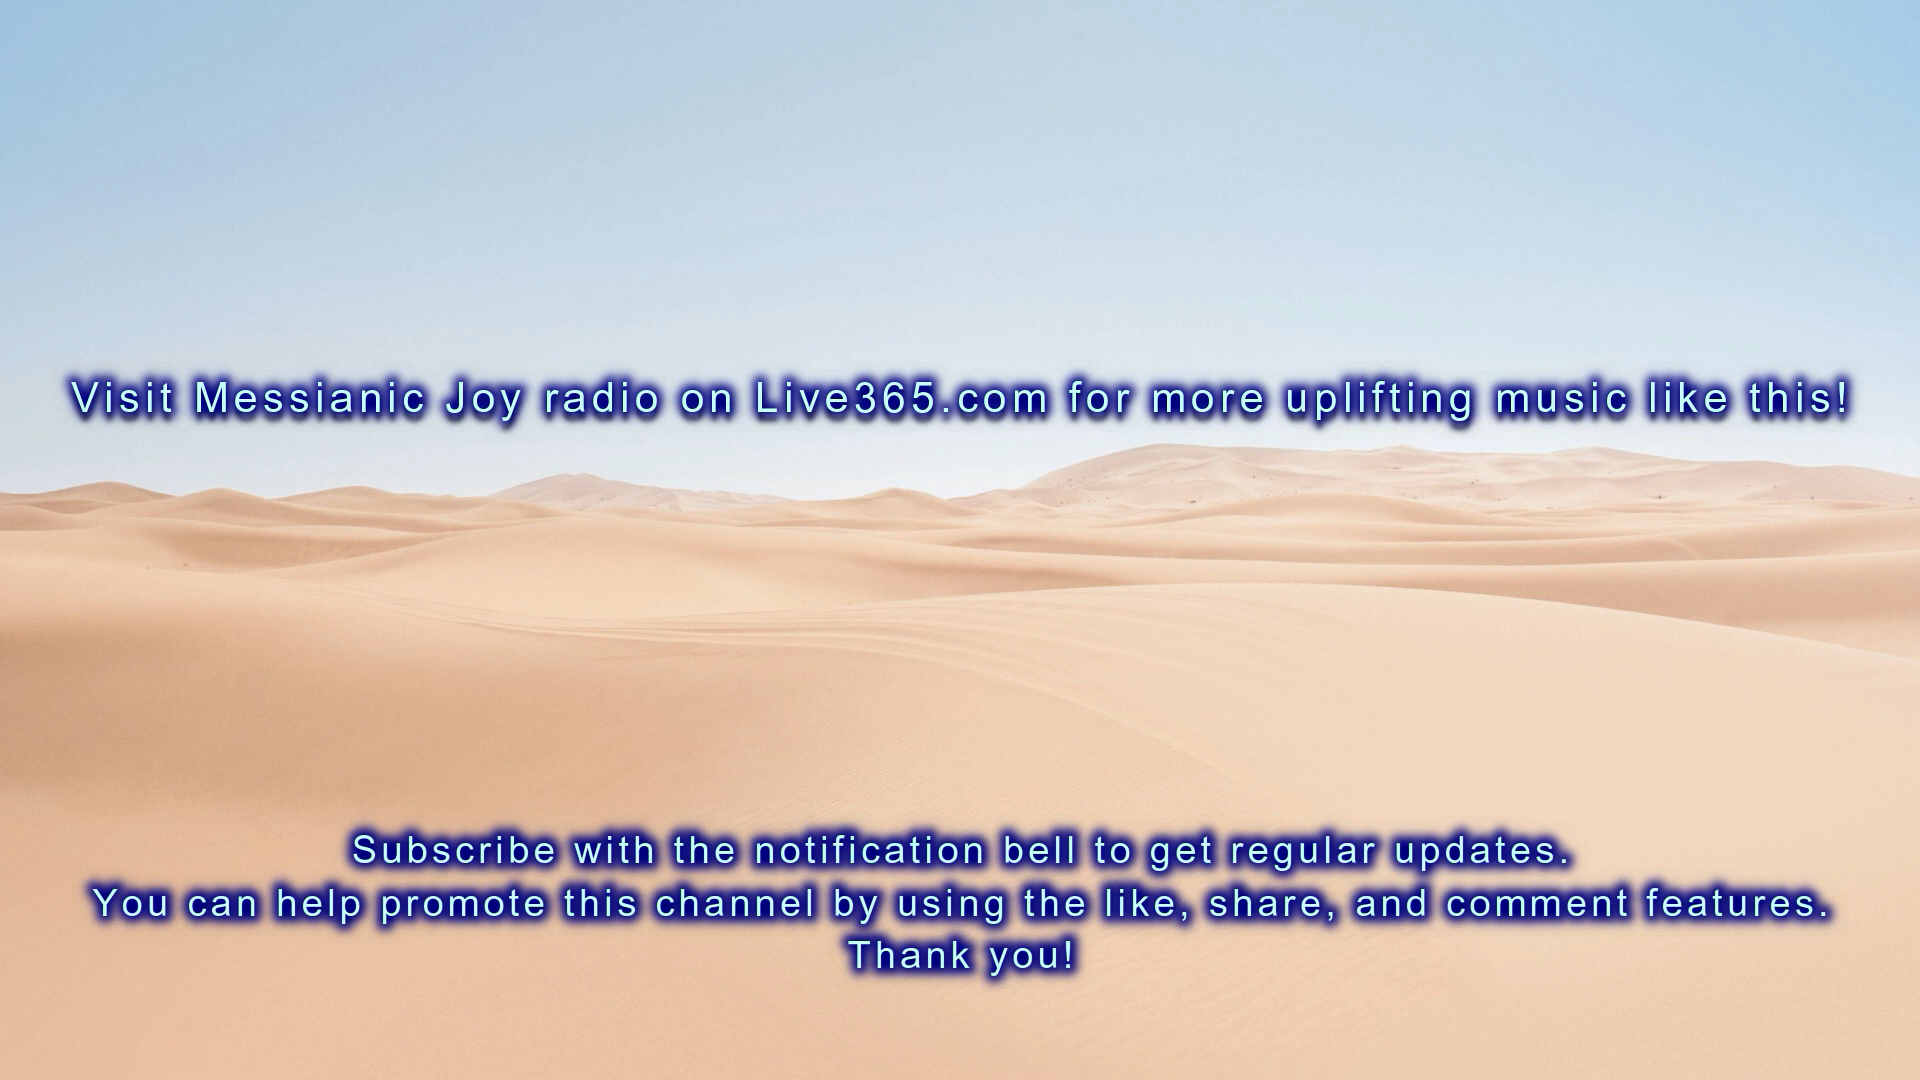 Visit Messianic Joy radio on Live365.com for more uplifting music like this!
Subscribe with the notification bell to get regular updates.
You can help promote this channel by using the like, share, and comment features.
Thank you!